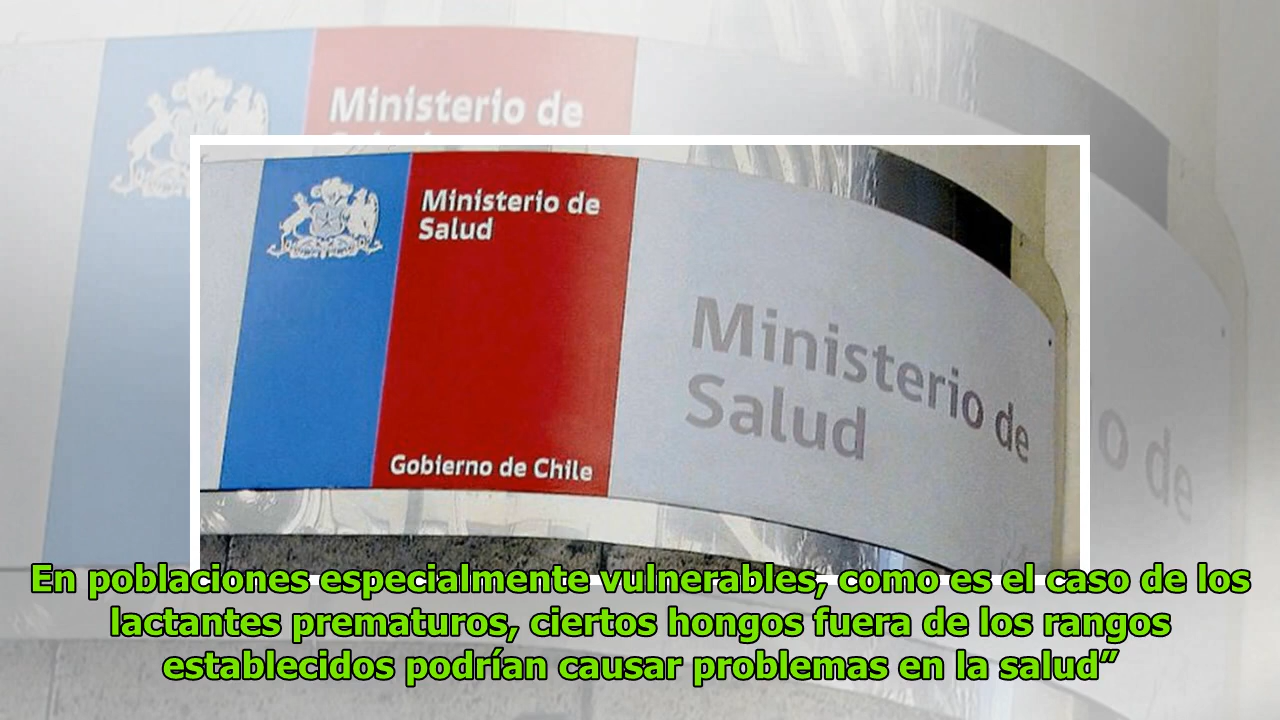 Ministerio de
Ministerio de
Salud
Gobierno de Chile
Ministerio de
Salud
o de
En poblaciones especialmente vulnerables, como es el caso de los
lactantes prematuros, ciertos hongos fuera de los rangos
establecidos podrían causar problemas en la salud”